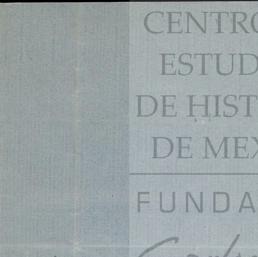 CENTRO
ESTUD
DE HIST
DE MEX
FUNDA